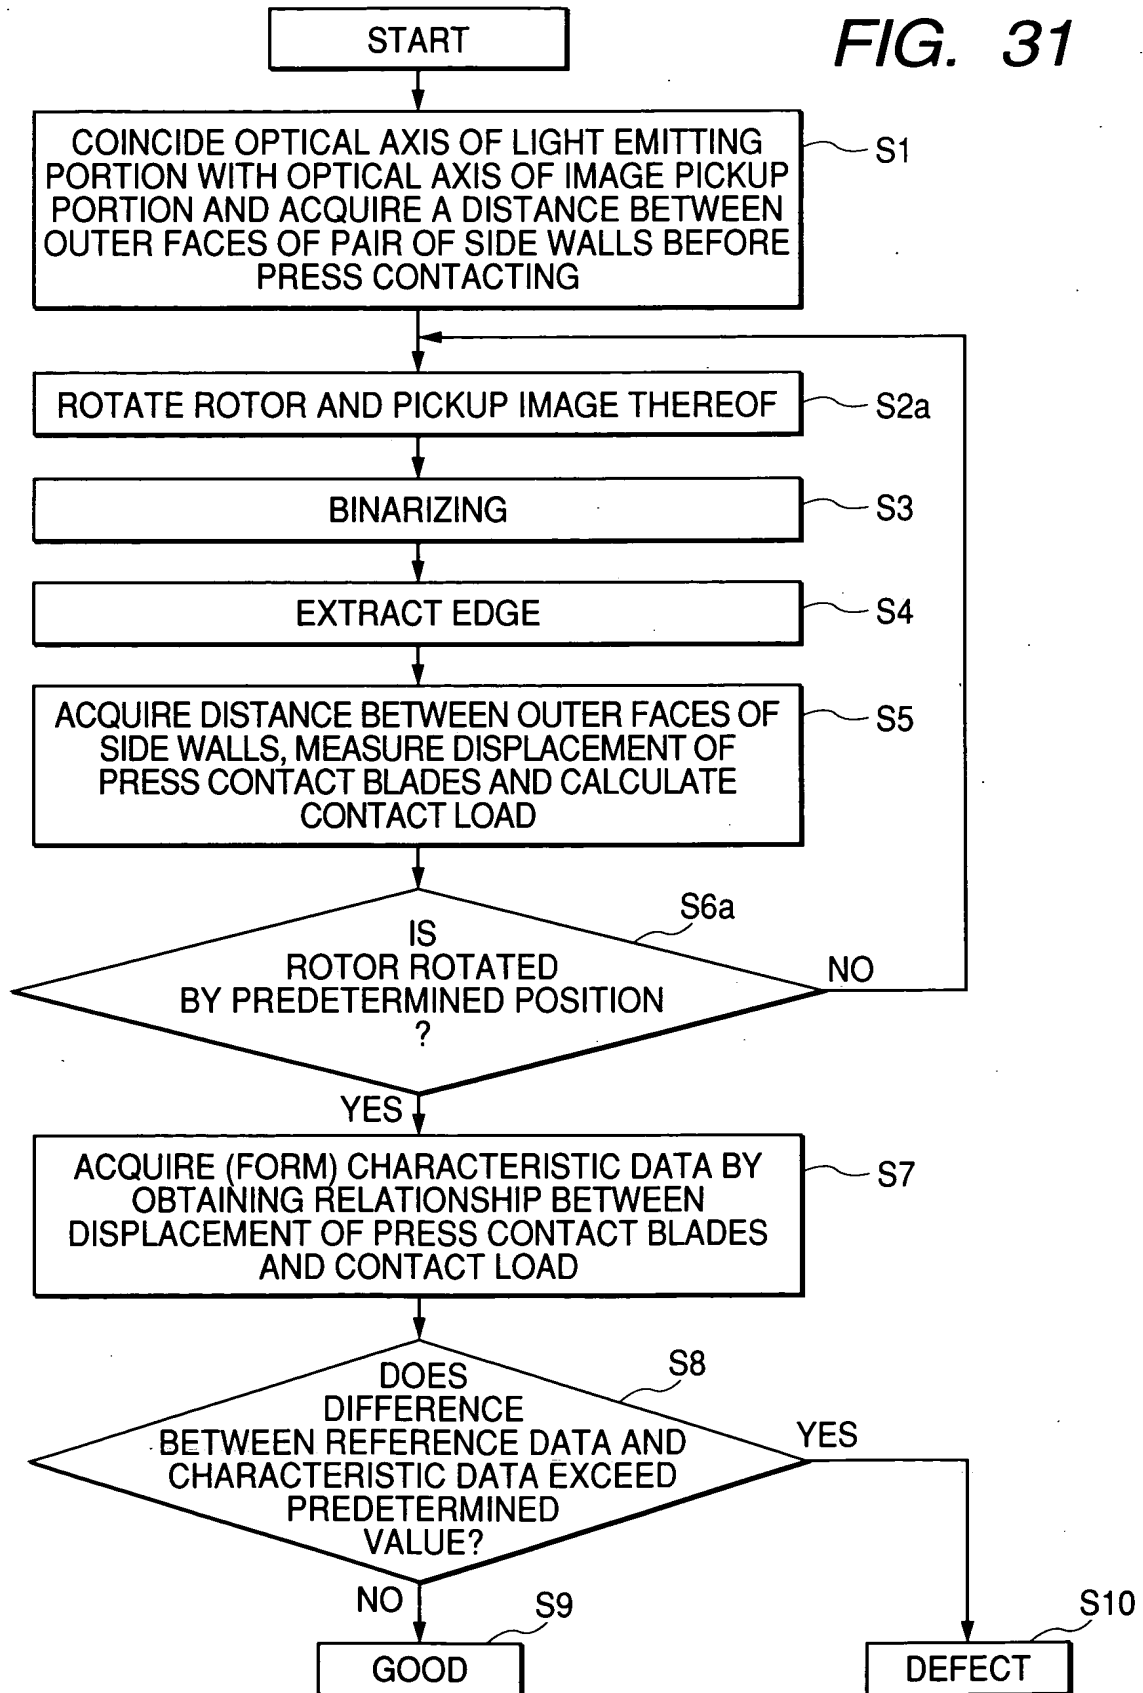 FIG. 31
START
COINCIDE OPTICAL AXIS OF LIGHT EMITTING
PORTION WITH OPTICAL AXIS OF IMAGE PICKUP
PORTION AND ACQUIRE A DISTANCE BETWEEN
OUTER FACES OF PAIR OF SIDE WALLS BEFORE
PRESS CONTACTING
S1
ROTATE ROTOR AND PICKUP IMAGE THEREOF
S2a
BINARIZING
S3
EXTRACT EDGE
S4
ACQUIRE DISTANCE BETWEEN OUTER FACES OF
SIDE WALLS, MEASURE DISPLACEMENT OF
PRESS CONTACT BLADES AND CALCULATE
CONTACT LOAD
S5
S6a
IS
ROTOR ROTATED
BY PREDETERMINED POSITION
?
NO
YES
ACQUIRE (FORM) CHARACTERISTIC DATA BY
OBTAINING RELATIONSHIP BETWEEN
DISPLACEMENT OF PRESS CONTACT BLADES
AND CONTACT LOAD
S7
S8
DOES
DIFFERENCE
BETWEEN REFERENCE DATA AND
CHARACTERISTIC DATA EXCEED
PREDETERMINED
VALUE?
YES
NO
S9
GOOD
S10
DEFECT